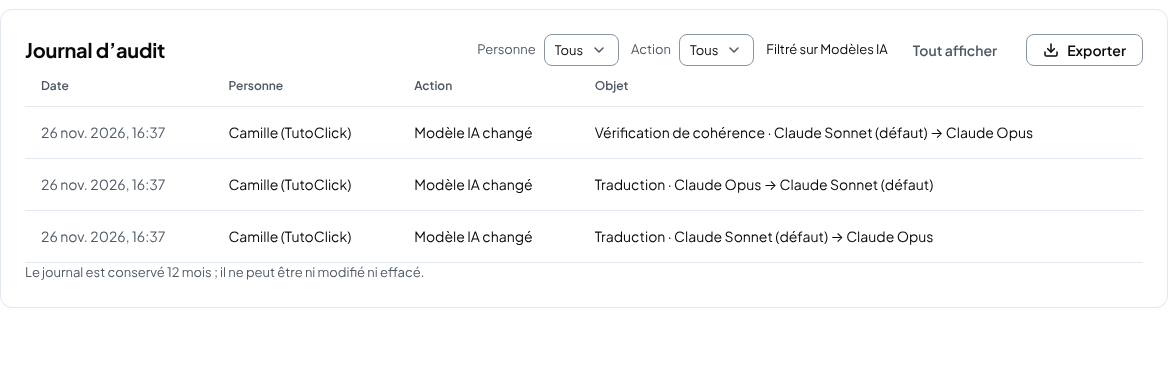 Journal d’audit Personne Tous Action Tous Filtré sur Modèles IA Tout afficher Exporter
Date Personne Action Objet
26 nov. 2026, 16:37 Camille (TutoClick) Modèle IA changé Vérification de cohérence · Claude Sonnet (défaut) → Claude Opus
26 nov. 2026, 16:37 Camille (TutoClick) Modèle IA changé Traduction · Claude Opus → Claude Sonnet (défaut)
26 nov. 2026, 16:37 Camille (TutoClick) Modèle IA changé Traduction · Claude Sonnet (défaut) → Claude Opus
Le journal est conservé 12 mois ; il ne peut être ni modifié ni effacé.